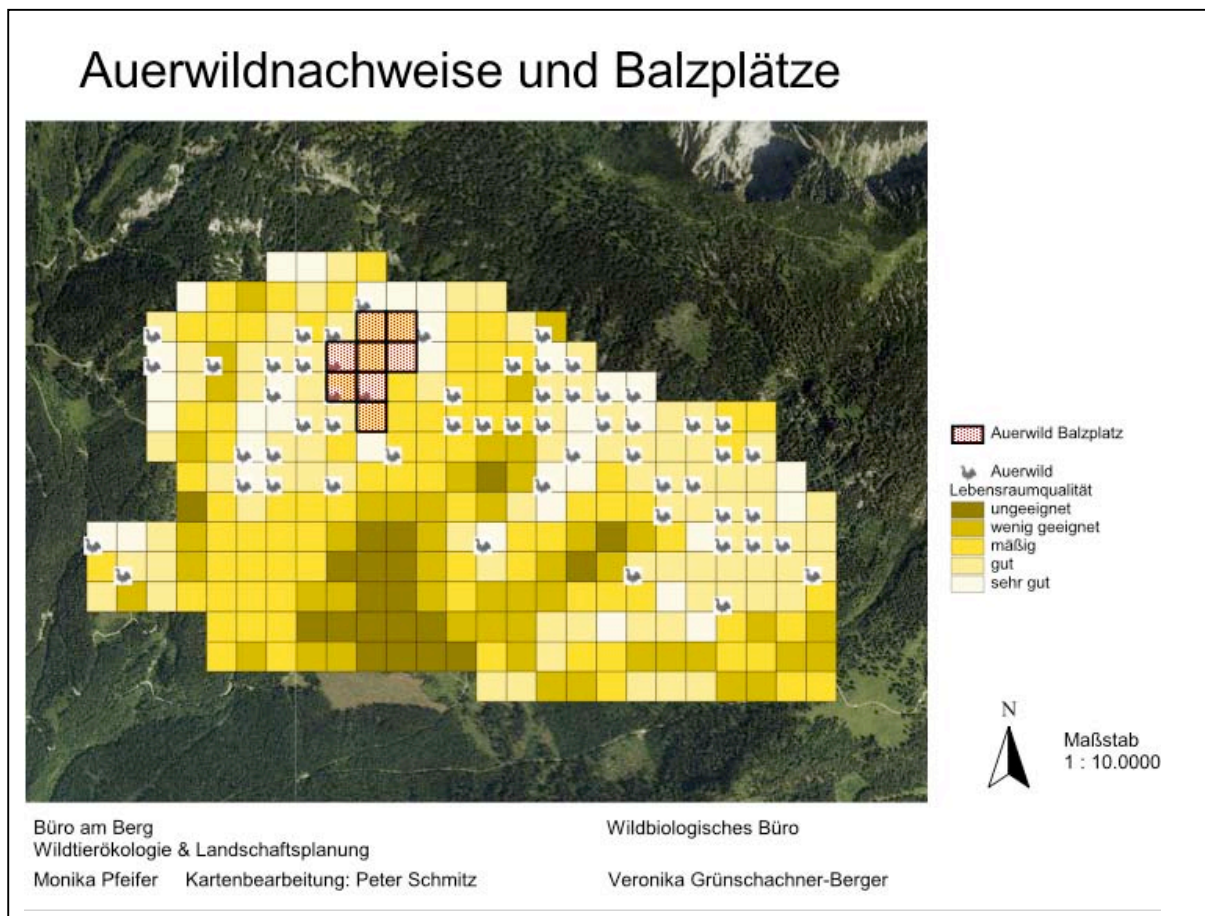 Auerwildnachweise und Balzplätze
Auerwild Balzplatz
Auerwild
Lebensraumqualität
ungeeignet
wenig geeignet
mäßig
gut
sehr gut
N
Maßstab
1 : 10.0000
Büro am Berg
Wildtierökologie & Landschaftsplanung
Monika Pfeifer Kartenbearbeitung: Peter Schmitz
Wildbiologisches Büro
Veronika Grünschachner-Berger